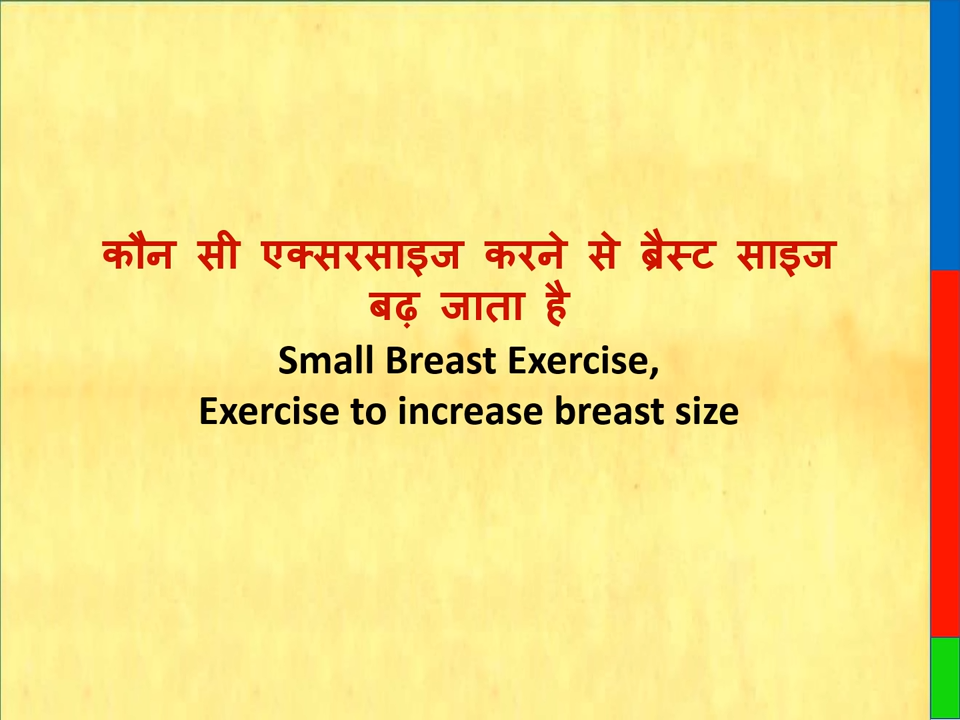 कौन सी एक्सरसाइज करने से ब्रैस्ट साइज
बढ़ जाता है
Small Breast Exercise,
Exercise to increase breast size